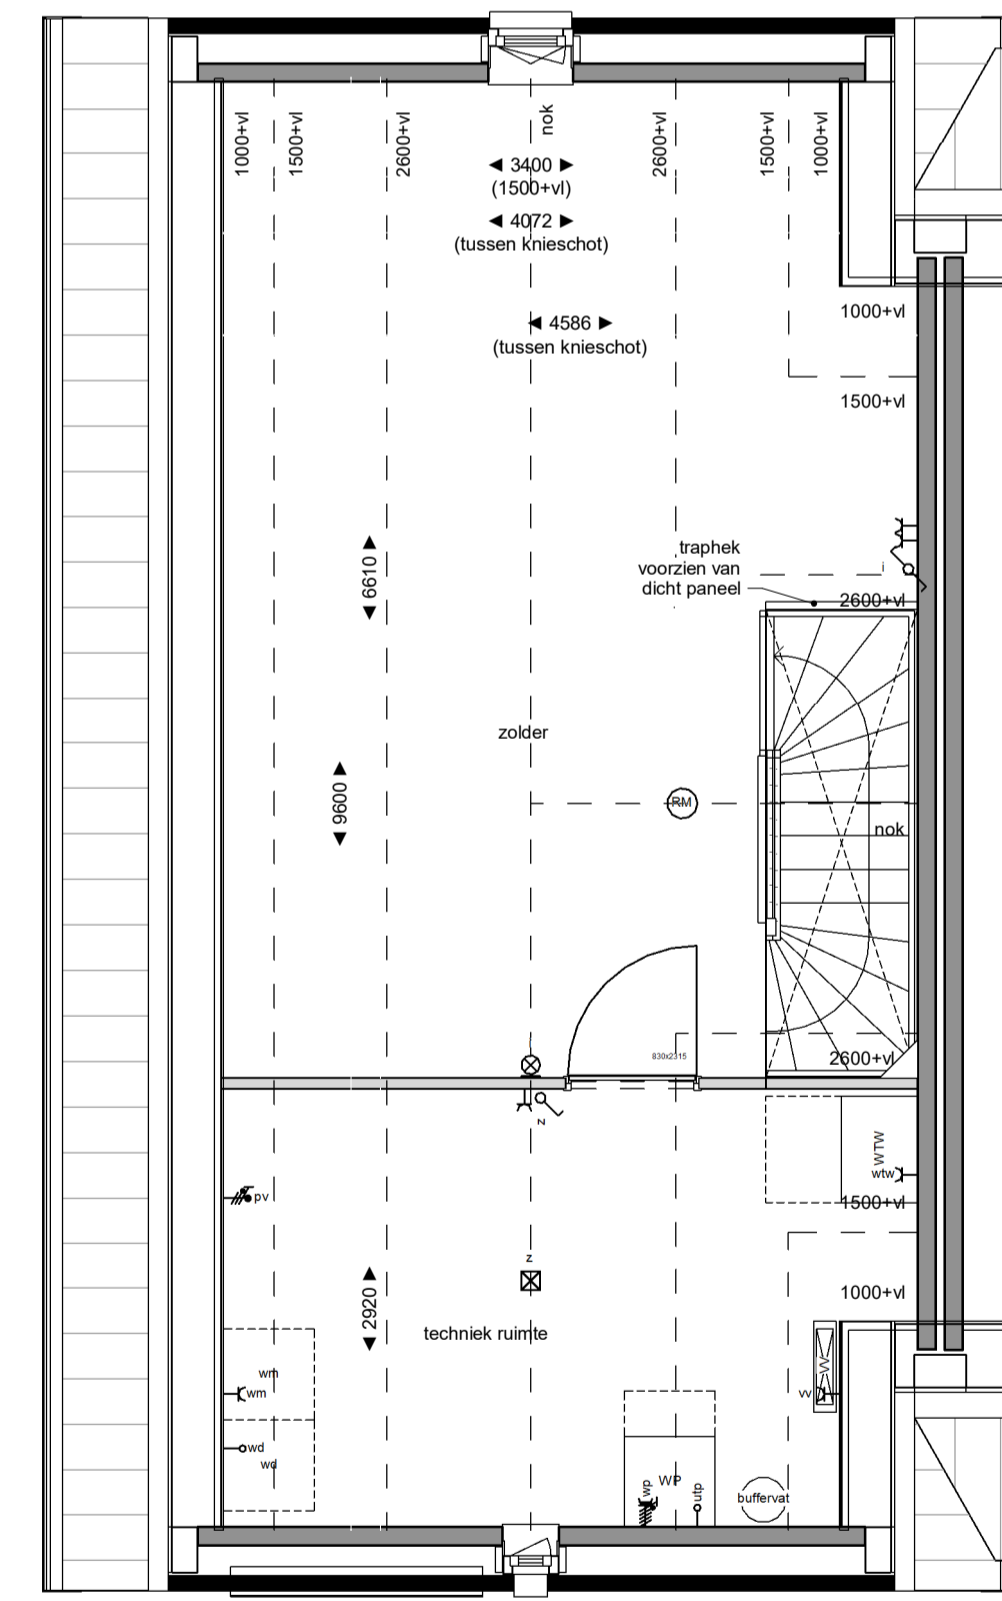 1000+vl
1500+vl
2600+vl
nok
2600+vl
1500+vl
1000+vl
◄ 3400 ►
(1500+vl)
◄ 4072 ►
(tussen knieschot)
◄ 4586 ►
(tussen knieschot)
1000+vl
1500+vl
◄ 6610 ►
traphek
voorzien van
dicht paneel
i
2600+vl
zolder
◄ 9600 ►
RM
nok
830x2315
2600+vl
z
WTW
wtw
1500+vl
pv
z
1000+vl
◄ 2920 ►
techniek ruimte
wm
wm
VV
vv
wd
wd
wp
WP
utp
buffervat